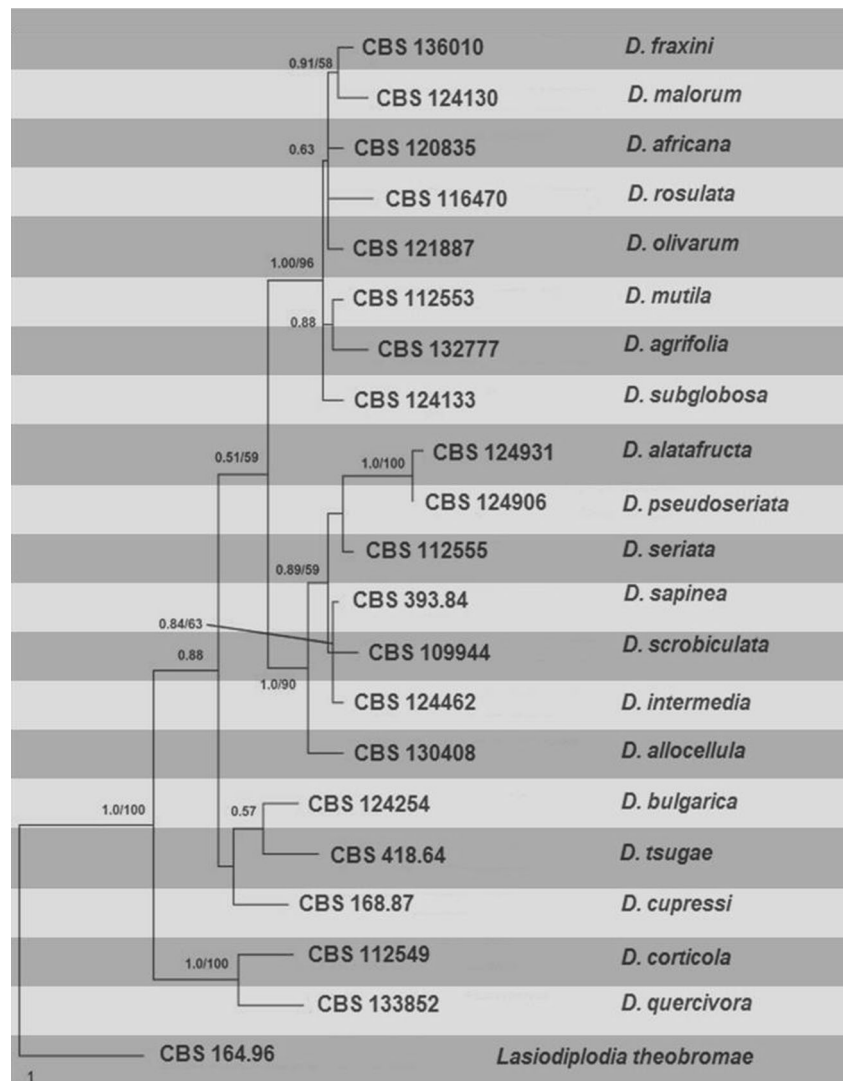 0.91/58
CBS 136010 D. fraxini
CBS 124130 D. malorum
0.63
CBS 120835 D. africana
CBS 116470 D. rosulata
CBS 121887 D. olivarum
1.00/96
CBS 112553 D. mutila
0.88
CBS 132777 D. agrifolia
CBS 124133 D. subglobosa
0.51/59
1.0/100
CBS 124931 D. alatafructa
CBS 124906 D. pseudoseriata
CBS 112555 D. seriata
0.89/59
CBS 393.84 D. sapinea
0.84/63
CBS 109944 D. scrobiculata
0.88
1.0/90
CBS 124462 D. intermedia
CBS 130408 D. allocellula
1.0/100
0.57
CBS 124254 D. bulgarica
CBS 418.64 D. tsugae
CBS 168.87 D. cupressi
1.0/100
CBS 112549 D. corticola
CBS 133852 D. quercivora
CBS 164.96 Lasiodiplodia theobromae
1